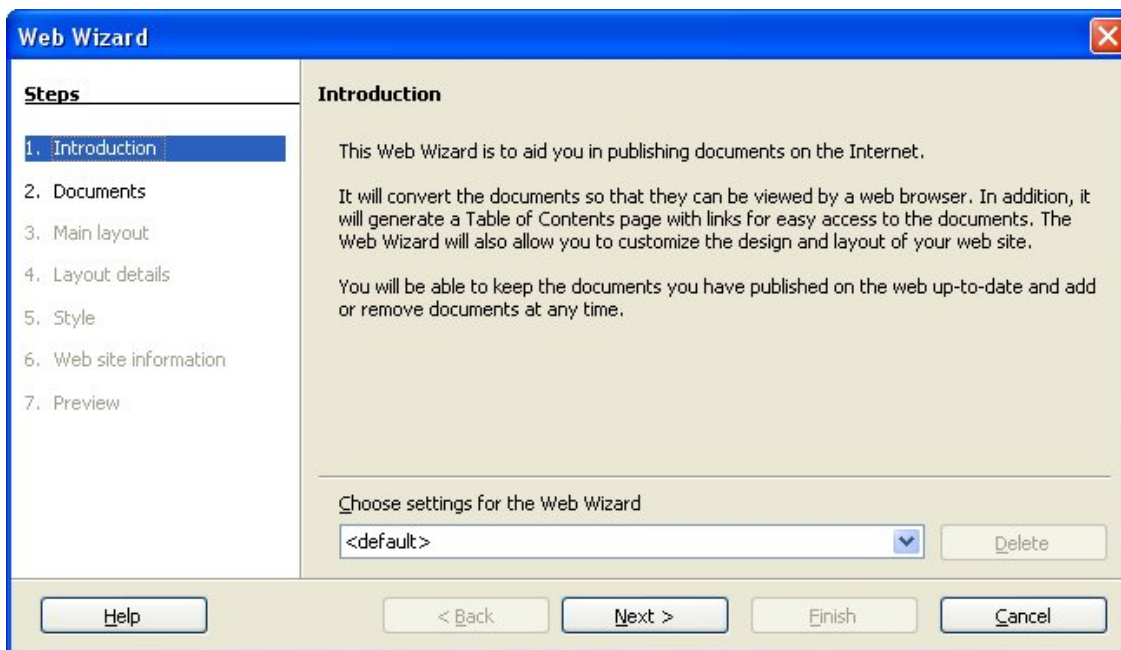 Web Wizard
Steps
1. Introduction
2. Documents
3. Main layout
4. Layout details
5. Style
6. Web site information
7. Preview
Introduction
This Web Wizard is to aid you in publishing documents on the Internet.
It will convert the documents so that they can be viewed by a web browser. In addition, it
will generate a Table of Contents page with links for easy access to the documents. The
Web Wizard will also allow you to customize the design and layout of your web site.
You will be able to keep the documents you have published on the web up-to-date and add
or remove documents at any time.
Choose settings for the Web Wizard
<default>
Delete
Help
< Back
Next >
Finish
Cancel